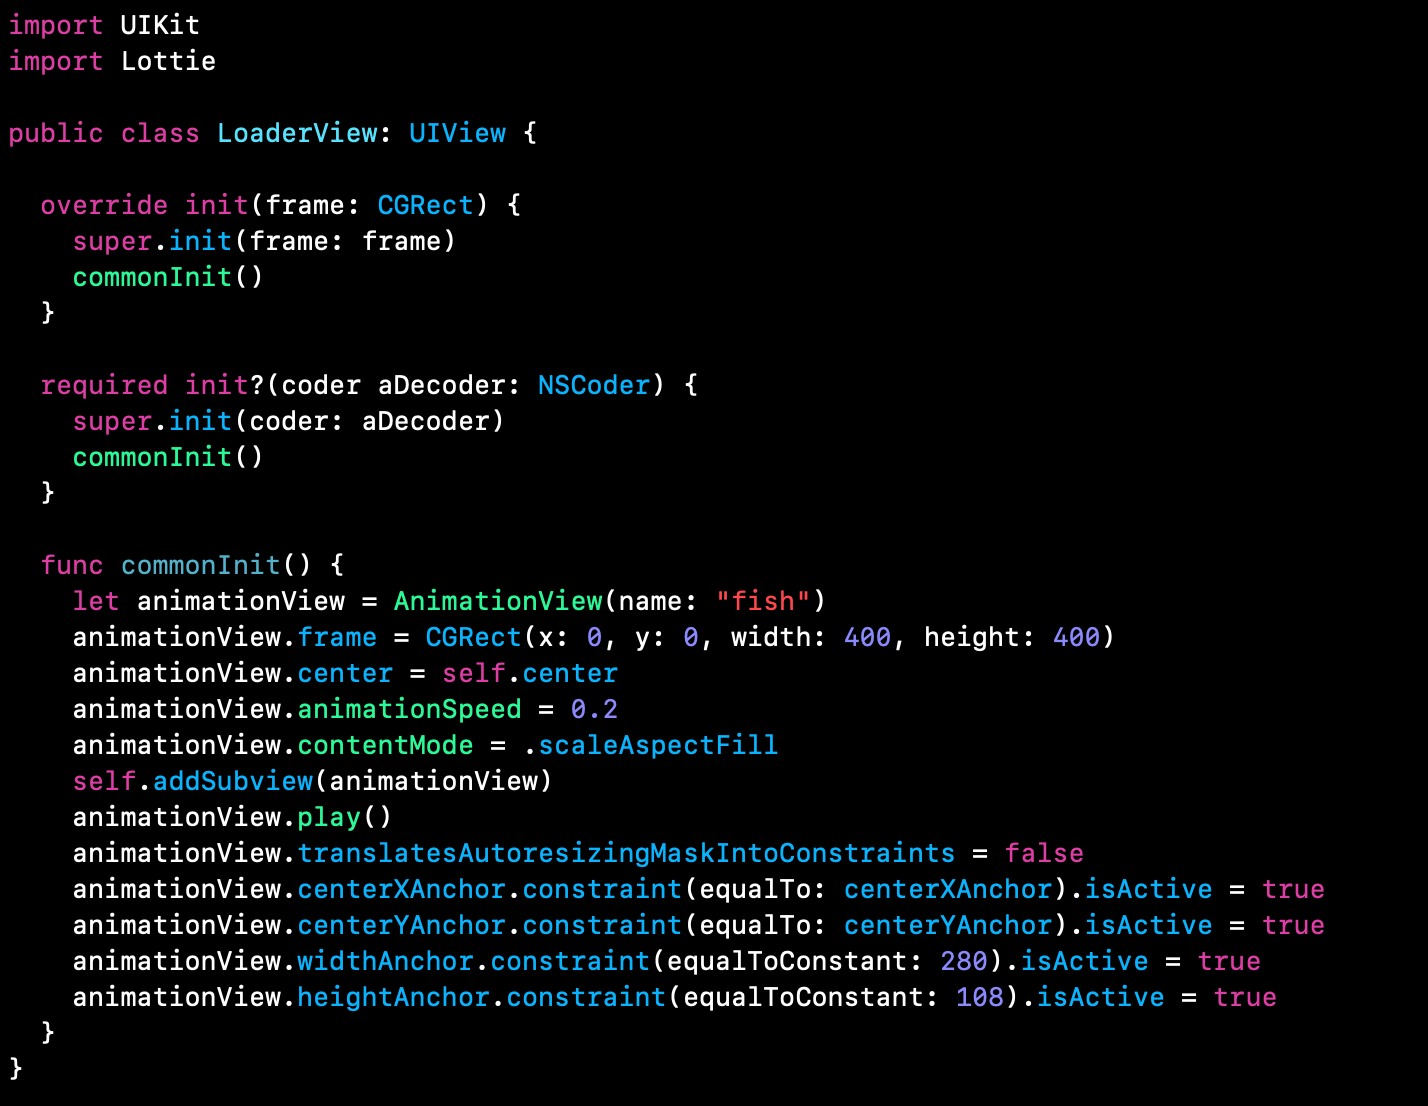 import UIKit
import Lottie

public class LoaderView: UIView {

  override init(frame: CGRect) {
    super.init(frame: frame)
    commonInit()
  }

  required init?(coder aDecoder: NSCoder) {
    super.init(coder: aDecoder)
    commonInit()
  }

  func commonInit() {
    let animationView = AnimationView(name: "fish")
    animationView.frame = CGRect(x: 0, y: 0, width: 400, height: 400)
    animationView.center = self.center
    animationView.animationSpeed = 0.2
    animationView.contentMode = .scaleAspectFill
    self.addSubview(animationView)
    animationView.play()
    animationView.translatesAutoresizingMaskIntoConstraints = false
    animationView.centerXAnchor.constraint(equalTo: centerXAnchor).isActive = true
    animationView.centerYAnchor.constraint(equalTo: centerYAnchor).isActive = true
    animationView.widthAnchor.constraint(equalToConstant: 280).isActive = true
    animationView.heightAnchor.constraint(equalToConstant: 108).isActive = true
  }
}